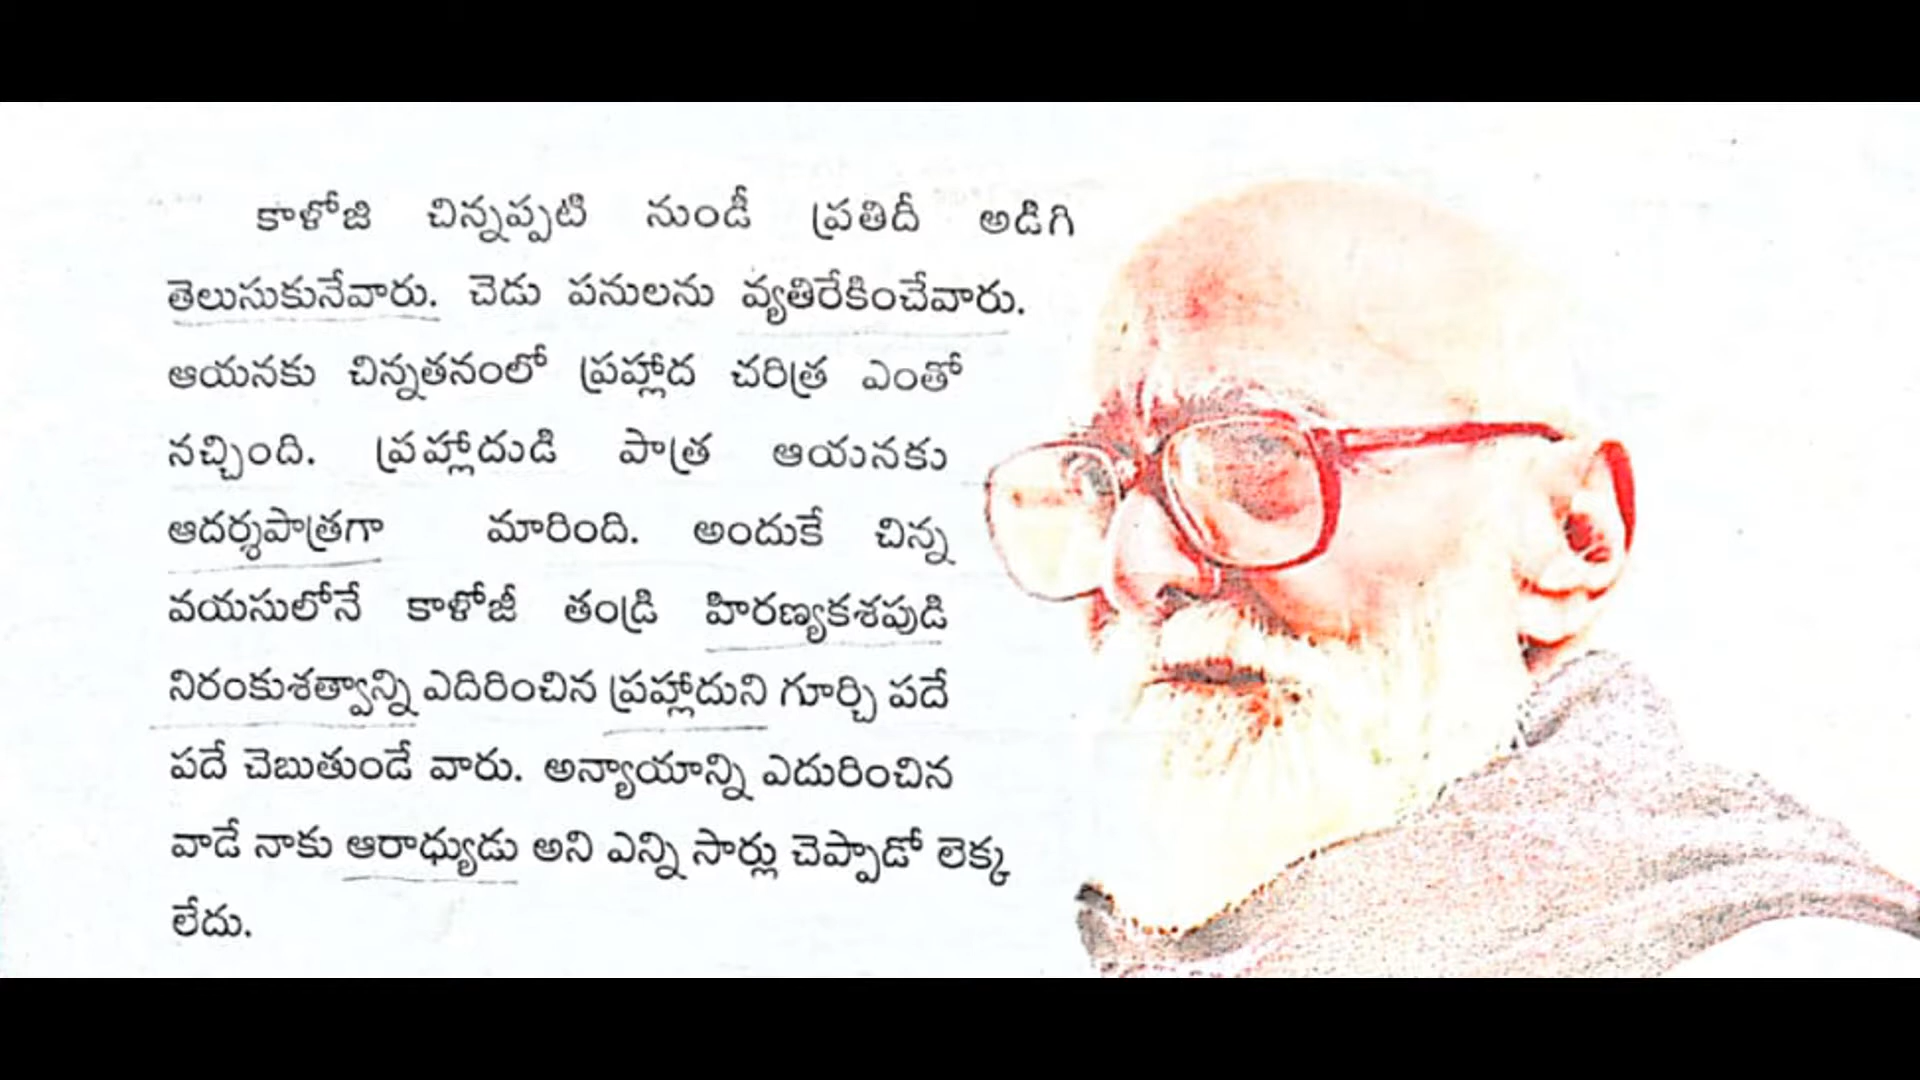 కాళోజి చిన్నప్పటి నుండీ ప్రతిదీ అడిగి
తెలుసుకునేవారు. చెడు పనులను వ్యతిరేకించేవారు.
ఆయనకు చిన్నతనంలో ప్రహ్లాద చరిత్ర ఎంతో
నచ్చింది. ప్రహ్లాదుడి పాత్ర ఆయనకు
ఆదర్శపాత్రగా మారింది. అందుకే చిన్న
వయసులోనే కాళోజీ తండ్రి హిరణ్యకశపుడి
నిరంకుశత్వాన్ని ఎదిరించిన ప్రహ్లాదుని గూర్చి పదే
పదే చెబుతుండే వారు. అన్యాయాన్ని ఎదురించిన
వాడే నాకు ఆరాధ్యుడు అని ఎన్ని సార్లు చెప్పాడో లెక్క
లేదు.